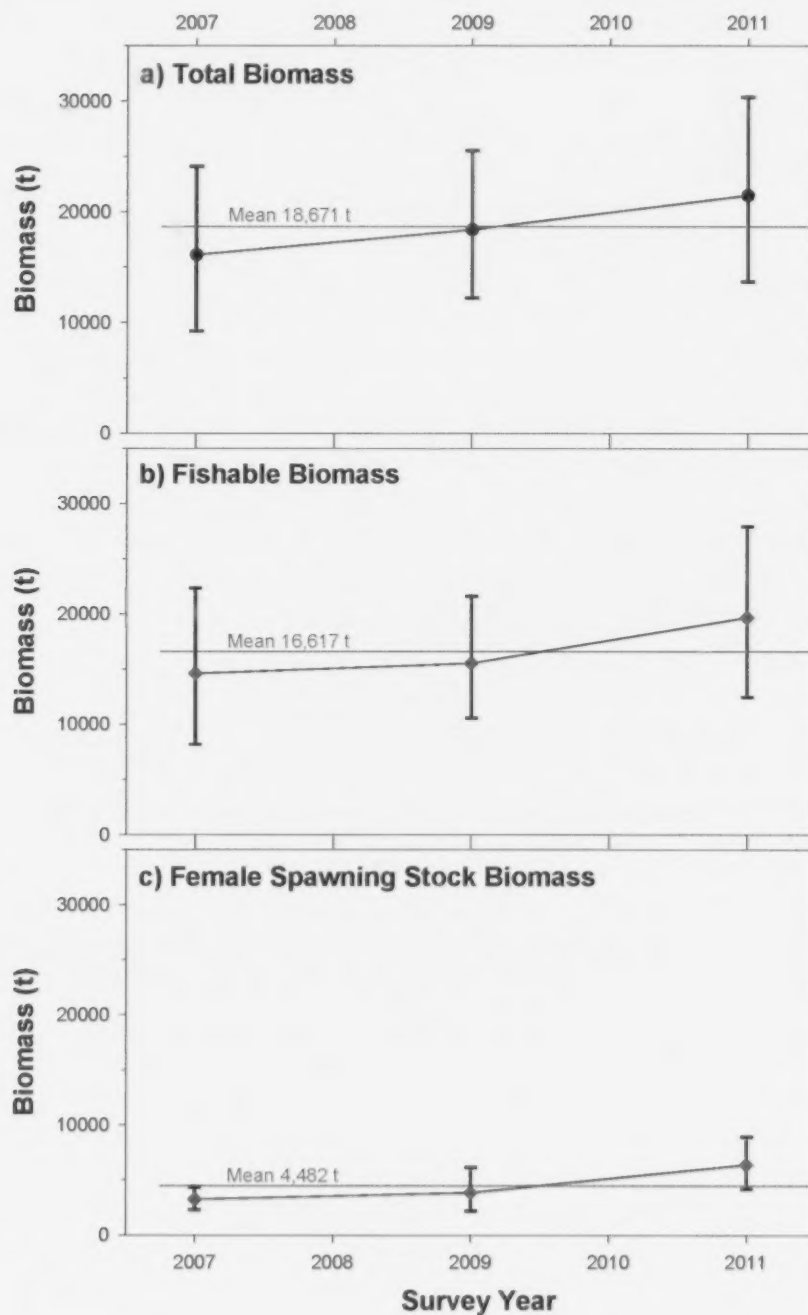 2007 2008 2009 2010 2011
a) Total Biomass
30000
20000
10000
0
Biomass (t)
Mean 18,671 t
b) Fishable Biomass
30000
20000
10000
0
Biomass (t)
Mean 16,617 t
c) Female Spawning Stock Biomass
30000
20000
10000
0
Biomass (t)
Mean 4,482 t
2007 2008 2009 2010 2011
Survey Year